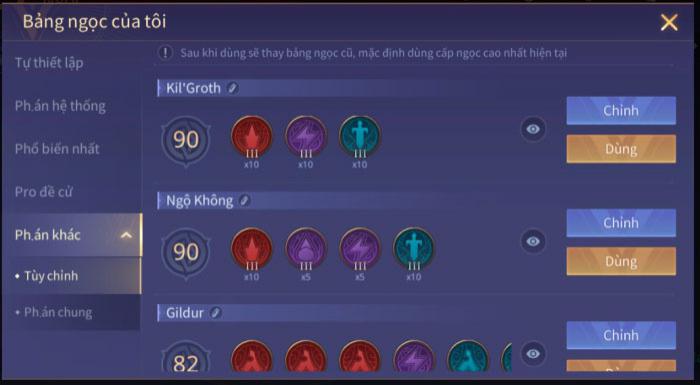 Bảng ngọc của tôi
! Sau khi dùng sẽ thay bảng ngọc cũ, mặc định dùng cấp ngọc cao nhất hiện tại
Tự thiết lập
Ph.án hệ thống
Phổ biến nhất
Pro đề cử
Ph.án khác
• Tùy chỉnh
• Ph.án chung
Kil'Groth
90
III
III
III
x10
x10
x10
Chỉnh
Dùng
Ngộ Không
90
III
III
III
III
x10
x5
x5
x10
Chỉnh
Dùng
Gildur
82
Chỉnh